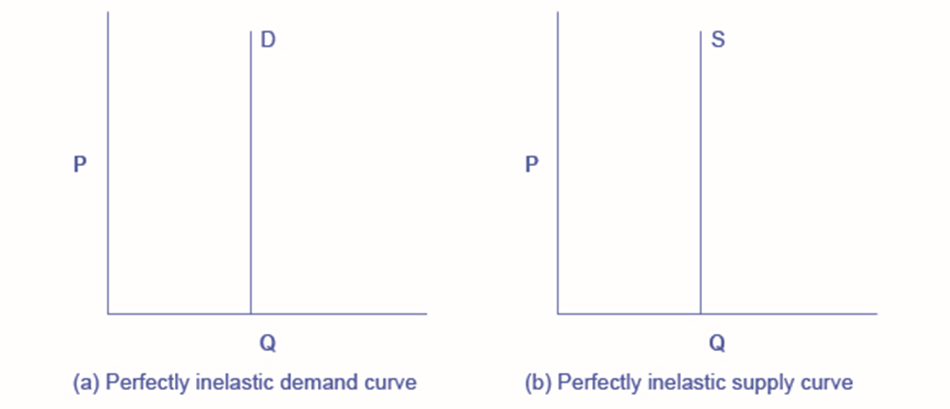 D
P
Q
(a) Perfectly inelastic demand curve
S
P
Q
(b) Perfectly inelastic supply curve